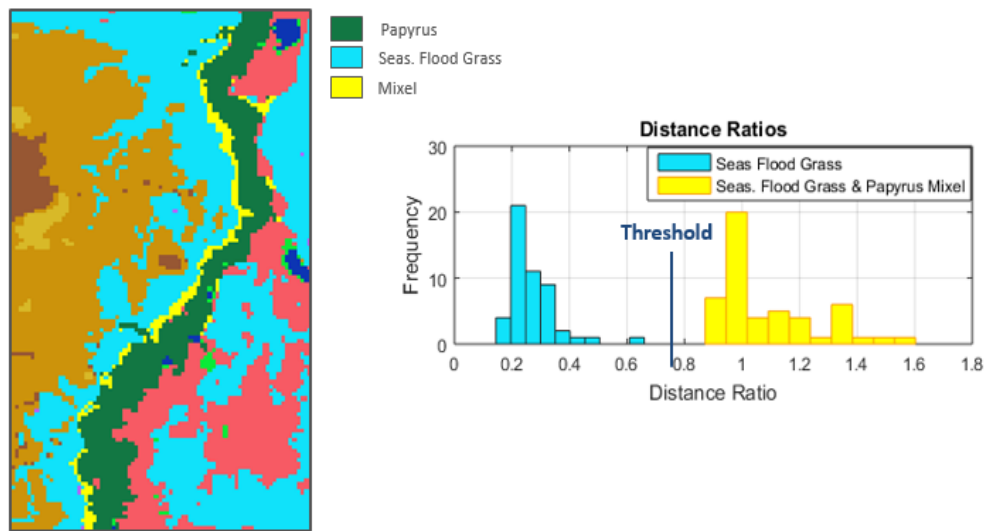 Papyrus
Seas. Flood Grass
Mixel
Distance Ratios
30
20
10
0
Frequency
Seas Flood Grass
Seas. Flood Grass & Papyrus Mixel
Threshold
0 0.2 0.4 0.6 0.8 1 1.2 1.4 1.6 1.8
Distance Ratio